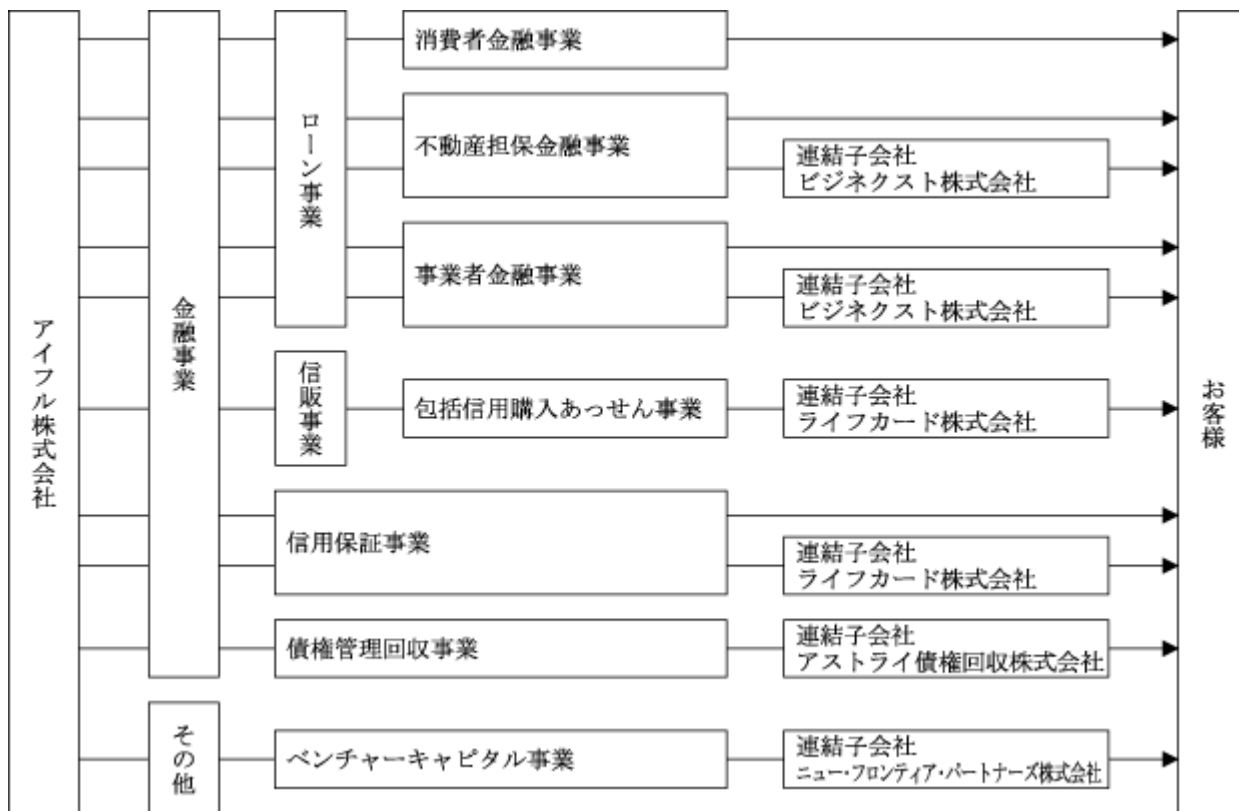 アイフル株式会社
金融事業
ローン事業
消費者金融事業
不動産担保金融事業
連結子会社
ビジネクスト株式会社
事業者金融事業
連結子会社
ビジネクスト株式会社
信販事業
包括信用購入あっせん事業
連結子会社
ライフカード株式会社
信用保証事業
連結子会社
ライフカード株式会社
債権管理回収事業
連結子会社
アストライ債権回収株式会社
その他
ベンチャーキャピタル事業
連結子会社
ニュー・フロンティア・パートナーズ株式会社
お客様